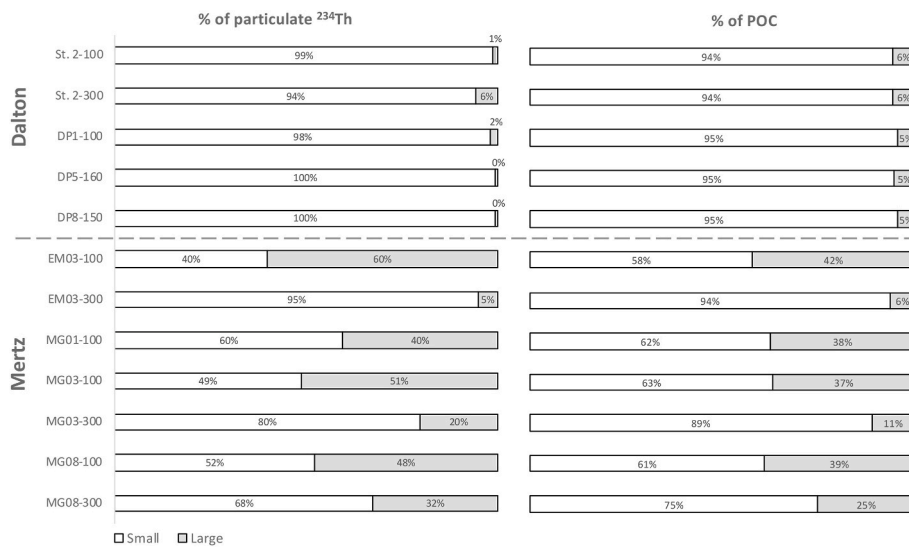 % of particulate ²³⁴Th
% of POC
Dalton
St. 2-100 99% 1% 94% 6%
St. 2-300 94% 6% 94% 6%
DP1-100 98% 2% 95% 5%
DP5-160 100% 0% 95% 5%
DP8-150 100% 0% 95% 5%
Mertz
EM03-100 40% 60% 58% 42%
EM03-300 95% 5% 94% 6%
MG01-100 60% 40% 62% 38%
MG03-100 49% 51% 63% 37%
MG03-300 80% 20% 89% 11%
MG08-100 52% 48% 61% 39%
MG08-300 68% 32% 75% 25%
Small Large